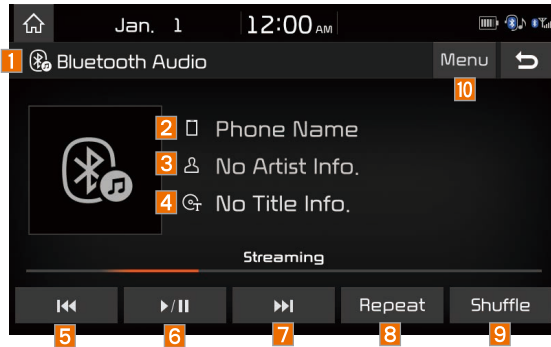 Jan. 1 12:00 AM
1 Bluetooth Audio Menu
10
2 Phone Name
3 No Artist Info.
4 No Title Info.
Streaming
Repeat Shuffle
5 6 7 8 9